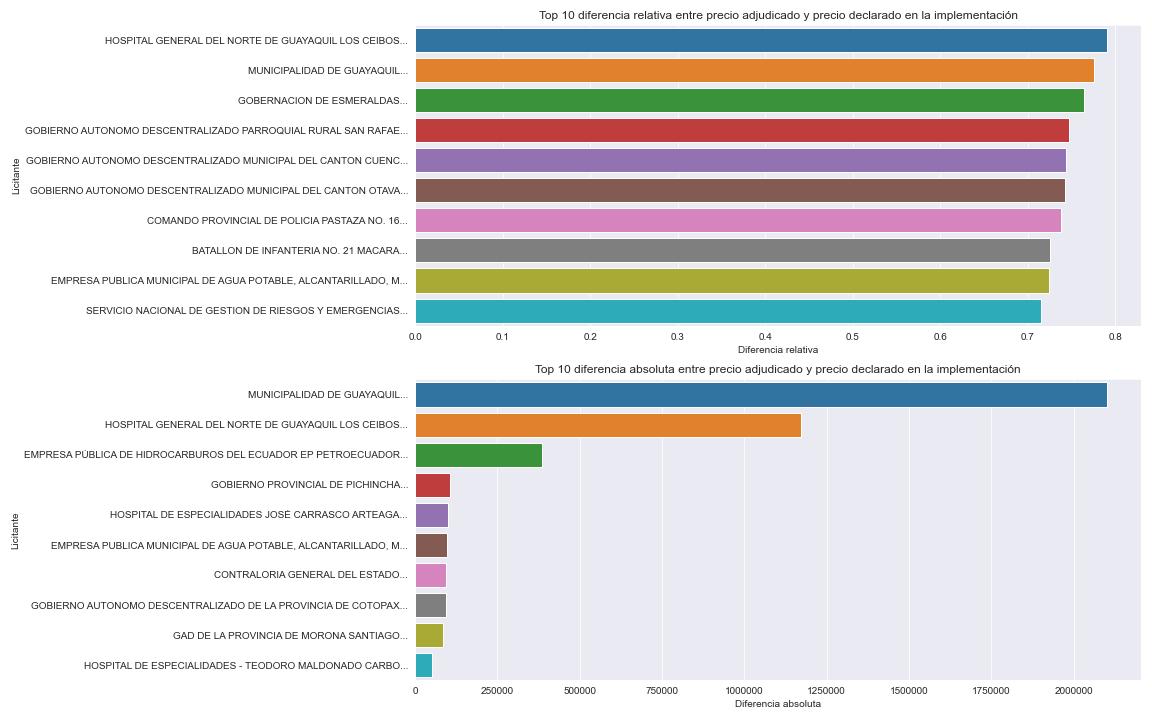 Top 10 diferencia relativa entre precio adjudicado y precio declarado en la implementación
HOSPITAL GENERAL DEL NORTE DE GUAYAQUIL LOS CEIBOS...
MUNICIPALIDAD DE GUAYAQUIL...
GOBERNACION DE ESMERALDAS...
GOBIERNO AUTONOMO DESCENTRALIZADO PARROQUIAL RURAL SAN RAFAE...
GOBIERNO AUTONOMO DESCENTRALIZADO MUNICIPAL DEL CANTON CUENC...
GOBIERNO AUTONOMO DESCENTRALIZADO MUNICIPAL DEL CANTON OTAVA...
COMANDO PROVINCIAL DE POLICIA PASTAZA NO. 16...
BATALLON DE INFANTERIA NO. 21 MACARA...
EMPRESA PUBLICA MUNICIPAL DE AGUA POTABLE, ALCANTARILLADO, M...
SERVICIO NACIONAL DE GESTION DE RIESGOS Y EMERGENCIAS...
Licitante
0.0 0.1 0.2 0.3 0.4 0.5 0.6 0.7 0.8
Diferencia relativa
Top 10 diferencia absoluta entre precio adjudicado y precio declarado en la implementación
MUNICIPALIDAD DE GUAYAQUIL...
HOSPITAL GENERAL DEL NORTE DE GUAYAQUIL LOS CEIBOS...
EMPRESA PÚBLICA DE HIDROCARBUROS DEL ECUADOR EP PETROECUADOR...
GOBIERNO PROVINCIAL DE PICHINCHA...
HOSPITAL DE ESPECIALIDADES JOSÉ CARRASCO ARTEAGA...
EMPRESA PUBLICA MUNICIPAL DE AGUA POTABLE, ALCANTARILLADO, M...
CONTRALORIA GENERAL DEL ESTADO...
GOBIERNO AUTONOMO DESCENTRALIZADO DE LA PROVINCIA DE COTOPAX...
GAD DE LA PROVINCIA DE MORONA SANTIAGO...
HOSPITAL DE ESPECIALIDADES - TEODORO MALDONADO CARBO...
Licitante
0 250000 500000 750000 1000000 1250000 1500000 1750000 2000000
Diferencia absoluta